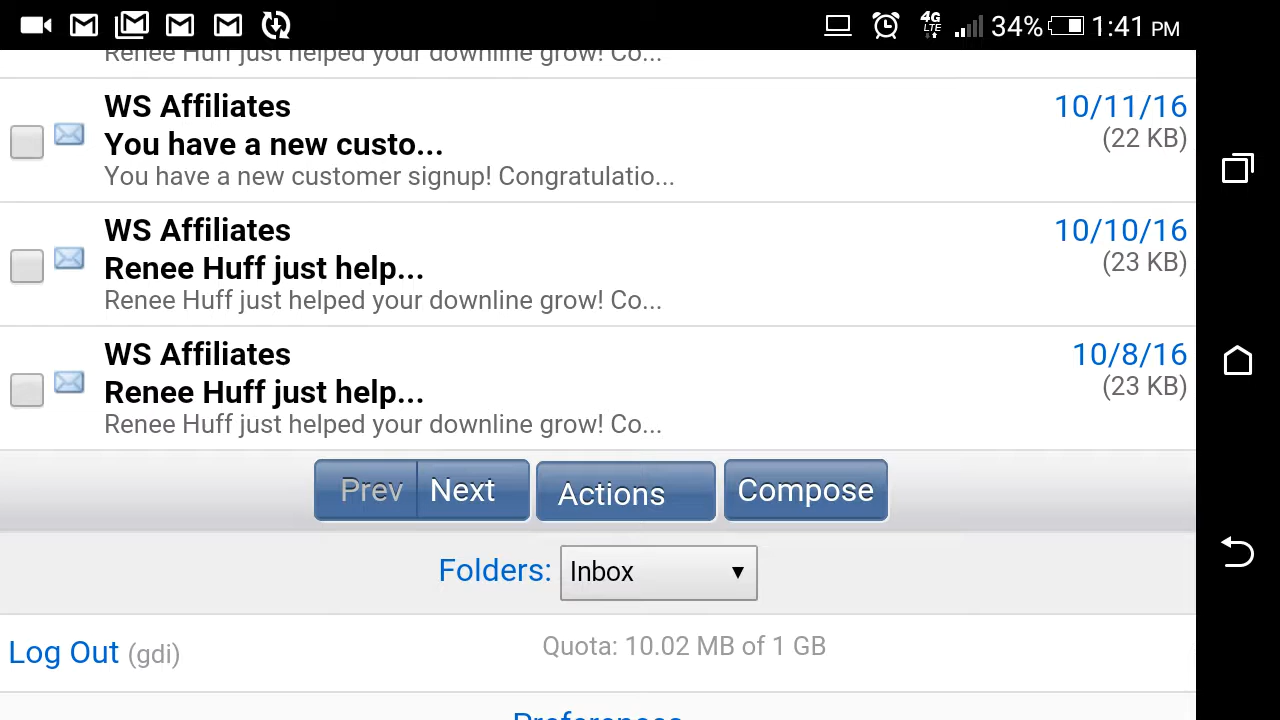 4G LTE 34% 1:41 PM
Renee Huff just helped your downline grow! Co...
WS Affiliates 10/11/16
You have a new custo... (22 KB)
You have a new customer signup! Congratulatio...
WS Affiliates 10/10/16
Renee Huff just help... (23 KB)
Renee Huff just helped your downline grow! Co...
WS Affiliates 10/8/16
Renee Huff just help... (23 KB)
Renee Huff just helped your downline grow! Co...
Prev Next Actions Compose
Folders: Inbox
Log Out (gdi) Quota: 10.02 MB of 1 GB
Preferences